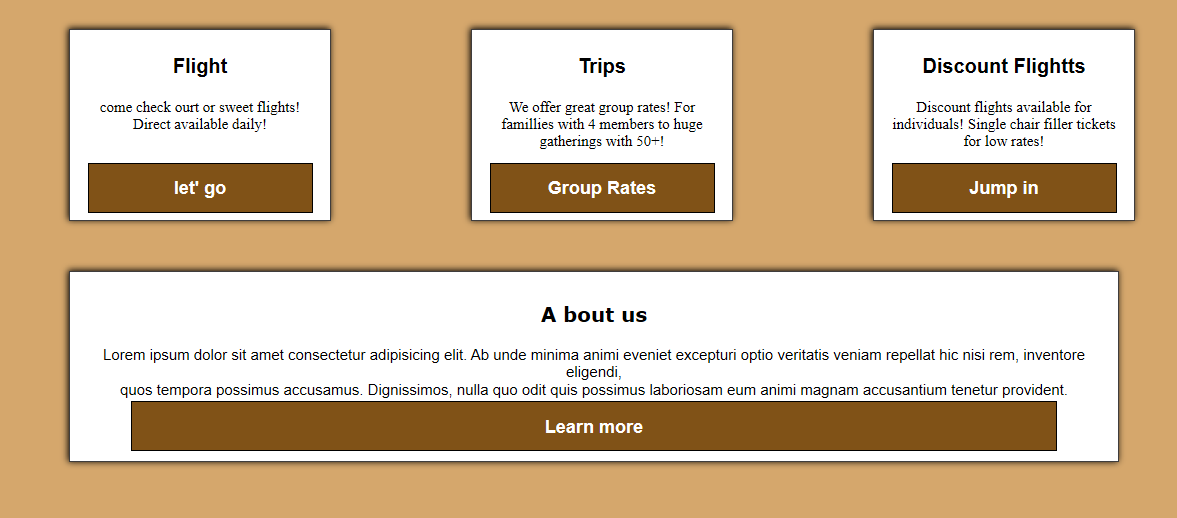 Flight
come check ourt or sweet flights!
Direct available daily!
let' go
Trips
We offer great group rates! For
famillies with 4 members to huge
gatherings with 50+!
Group Rates
Discount Flightts
Discount flights available for
individuals! Single chair filler tickets
for low rates!
Jump in
A bout us
Lorem ipsum dolor sit amet consectetur adipisicing elit. Ab unde minima animi eveniet excepturi optio veritatis veniam repellat hic nisi rem, inventore
eligendi,
quos tempora possimus accusamus. Dignissimos, nulla quo odit quis possimus laboriosam eum animi magnam accusantium tenetur provident.
Learn more